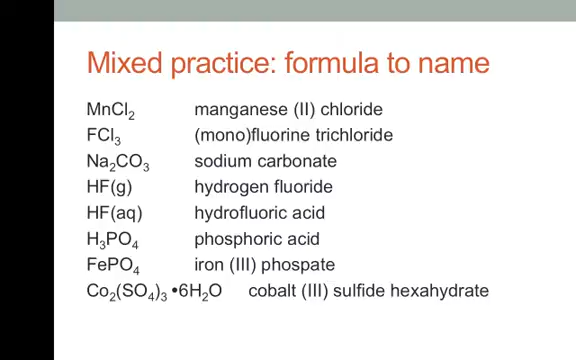 Mixed practice: formula to name
MnCl₂ manganese (II) chloride
FCl₃ (mono)fluorine trichloride
Na₂CO₃ sodium carbonate
HF(g) hydrogen fluoride
HF(aq) hydrofluoric acid
H₃PO₄ phosphoric acid
FePO₄ iron (III) phospate
Co₂(SO₄)₃ •6H₂O cobalt (III) sulfide hexahydrate